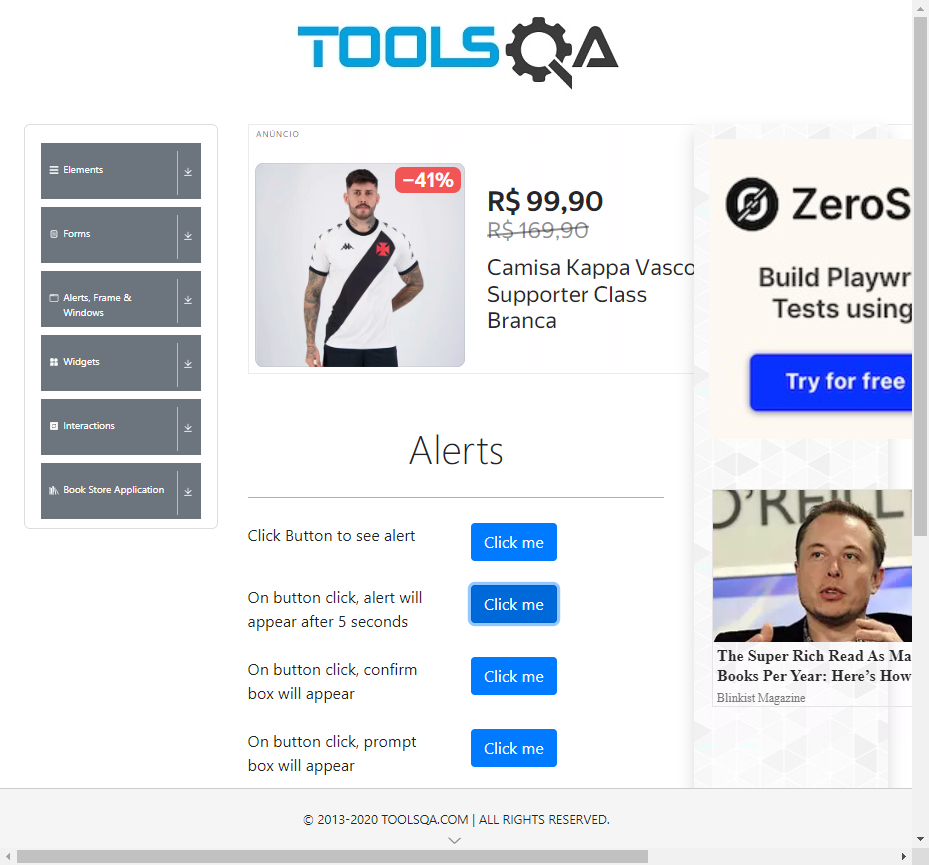 TOOLSQA
Elements
Forms
Alerts, Frame &
Windows
Widgets
Interactions
Book Store Application
ANÚNCIO
−41%
R$ 99,90
R$ 169,90
Camisa Kappa Vasco
Supporter Class
Branca
ZeroS
Build Playwr
Tests using
Try for free
Alerts
Click Button to see alert
Click me
On button click, alert will
appear after 5 seconds
Click me
On button click, confirm
box will appear
Click me
On button click, prompt
box will appear
Click me
O'REILL
The Super Rich Read As Ma
Books Per Year: Here’s How
Blinkist Magazine
© 2013-2020 TOOLSQA.COM | ALL RIGHTS RESERVED.